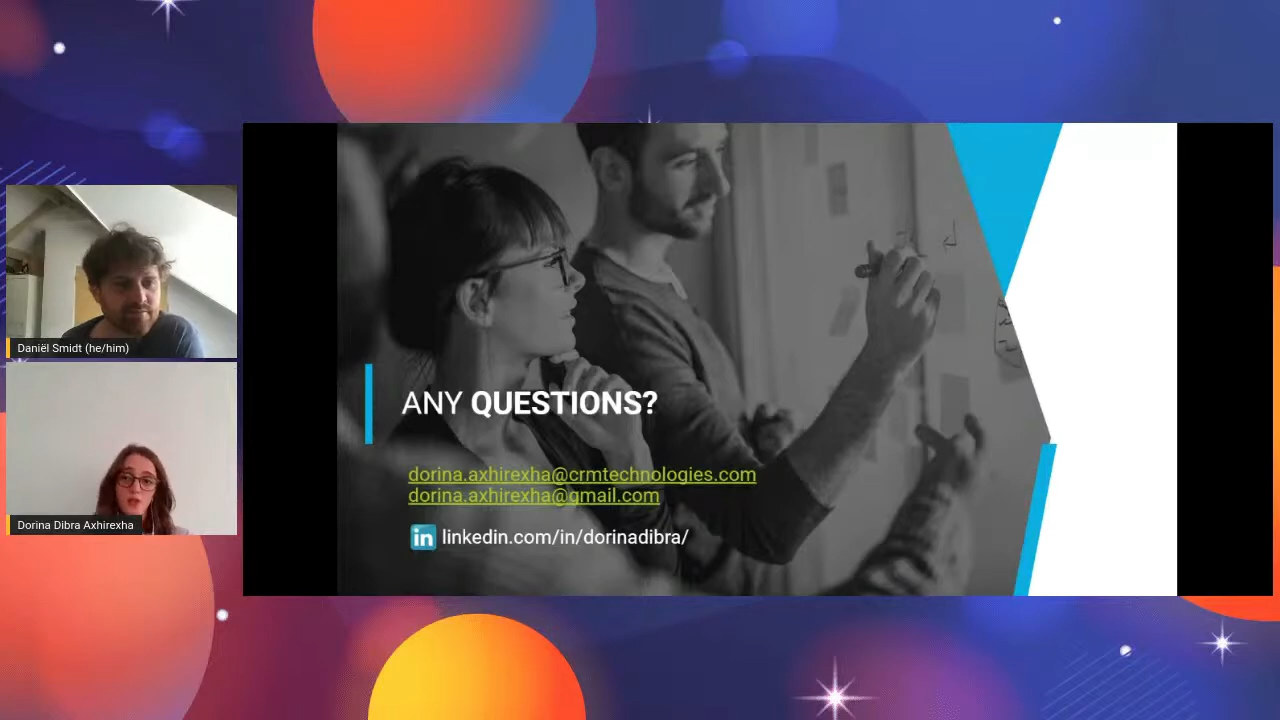 Daniël Smidt (he/him)
Dorina Dibra Axhirexha
ANY QUESTIONS?
dorina.axhirexha@crmtechnologies.com
dorina.axhirexha@gmail.com
in linkedin.com/in/dorinadibra/